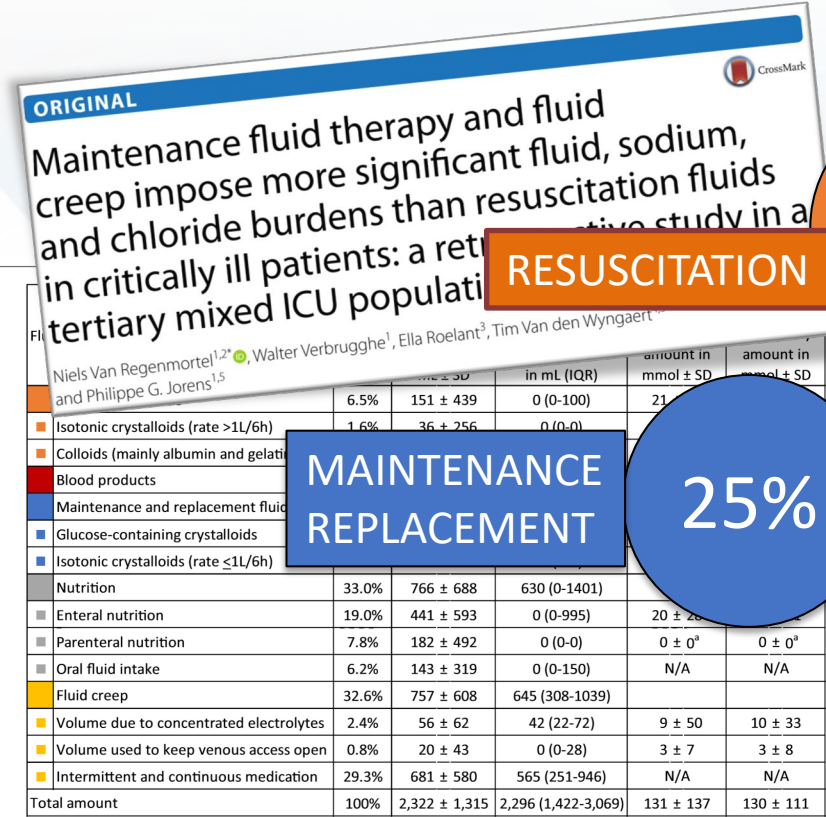 ORIGINAL
CrossMark
Maintenance fluid therapy and fluid
creep impose more significant fluid, sodium,
and chloride burdens than resuscitation fluids
in critically ill patients: a study in a
tertiary mixed ICU
Niels Van Regenmortel1,2*, Walter Verbrugghe1, Ella Roelant3, Tim Van den Wyngaert
and Philippe G. Jorens1,5
RESUSCITATION
amount in amount in
in mL (IQR) mmol ± SD mmol ± SD
6.5% 151 ± 439 0 (0-100) 21
Isotonic crystalloids (rate >1L/6h) 1.6% 36 ± 256 0 (0-0)
Colloids (mainly albumin and
Blood products
Maintenance and replacement
Glucose-containing crystalloids
Isotonic crystalloids (rate ≤1L/6h)
MAINTENANCE
REPLACEMENT
25%
Nutrition 33.0% 766 ± 688 630 (0-1401)
Enteral nutrition 19.0% 441 ± 593 0 (0-995) 20 ±
Parenteral nutrition 7.8% 182 ± 492 0 (0-0) 0 ± 0ª 0 ± 0ª
Oral fluid intake 6.2% 143 ± 319 0 (0-150) N/A N/A
Fluid creep 32.6% 757 ± 608 645 (308-1039)
Volume due to concentrated electrolytes 2.4% 56 ± 62 42 (22-72) 9 ± 50 10 ± 33
Volume used to keep venous access open 0.8% 20 ± 43 0 (0-28) 3 ± 7 3 ± 8
Intermittent and continuous medication 29.3% 681 ± 580 565 (251-946) N/A N/A
Total amount 100% 2,322 ± 1,315 2,296 (1,422-3,069) 131 ± 137 130 ± 111